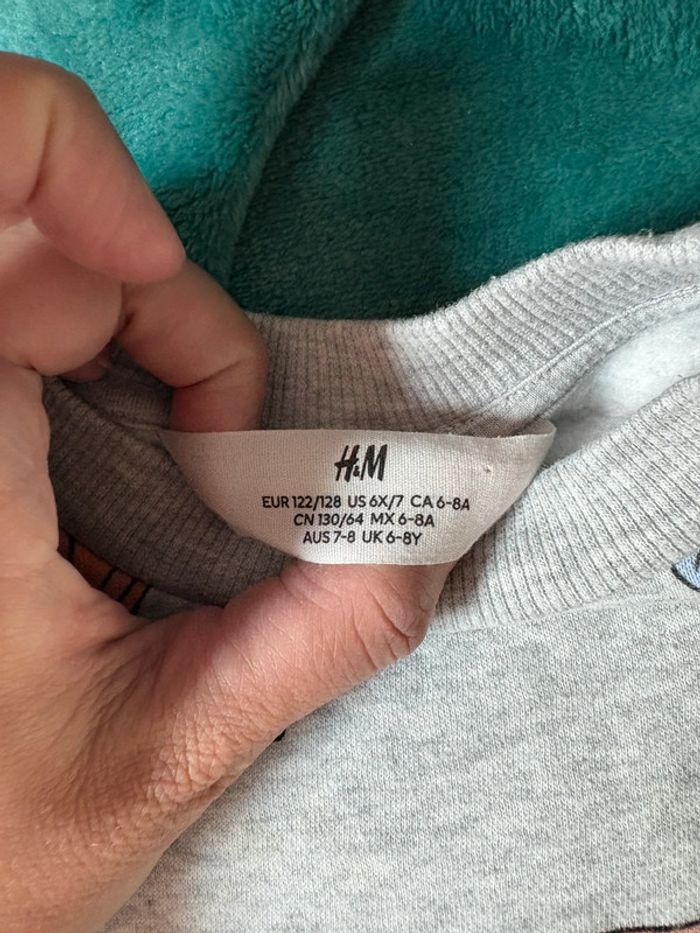 H&M
EUR 122/128 US 6X/7 CA 6-8A
CN 130/64 MX 6-8A
AUS 7-8 UK 6-8Y